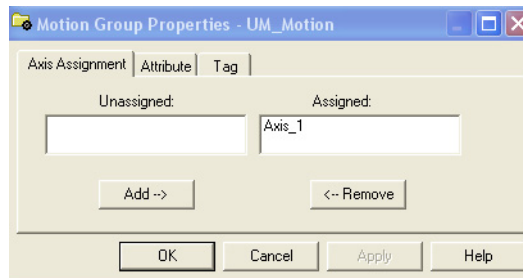 Motion Group Properties - UM_Motion
Axis Assignment Attribute Tag
Unassigned: Assigned:
Axis_1
Add --> <-- Remove
OK Cancel Apply Help